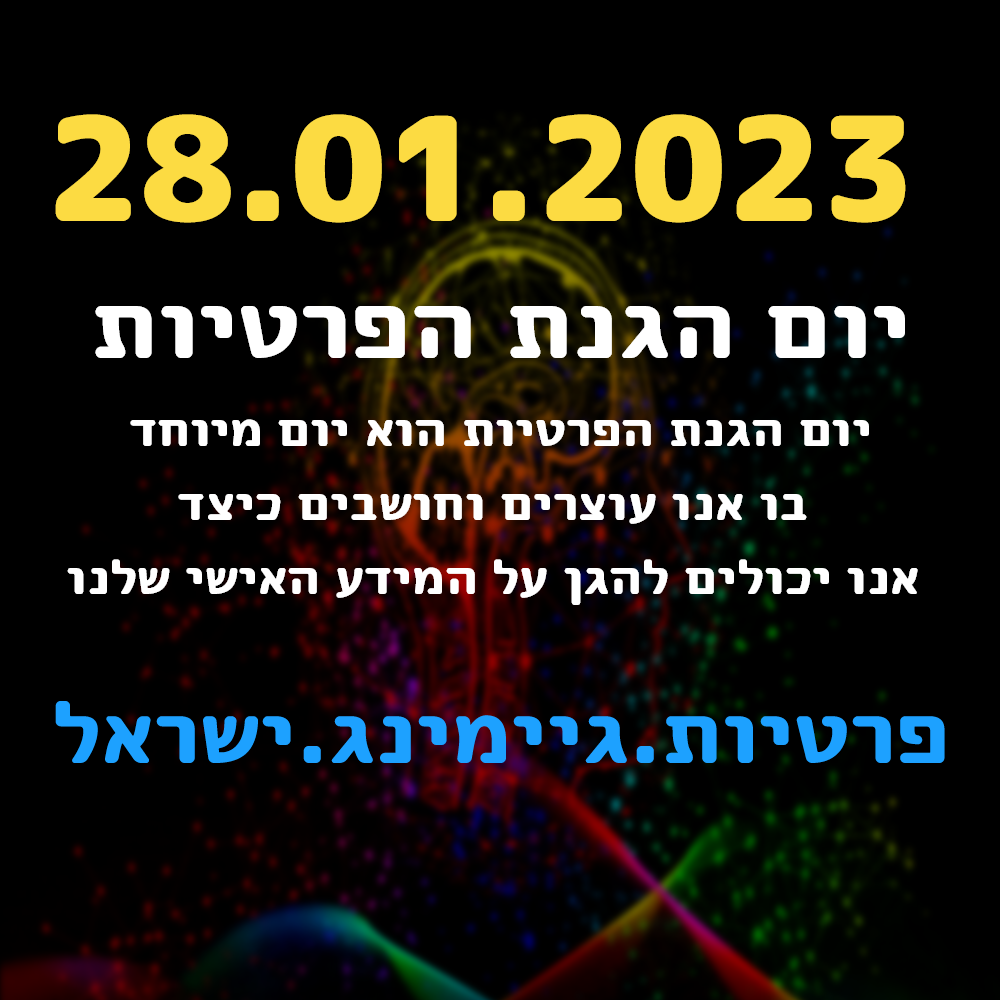 28.01.2023
יום הגנת הפרטיות
יום הגנת הפרטיות הוא יום מיוחד
בו אנו עוצרים וחושבים כיצד
אנו יכולים להגן על המידע האישי שלנו
פרטיות.גיימינג.ישראל